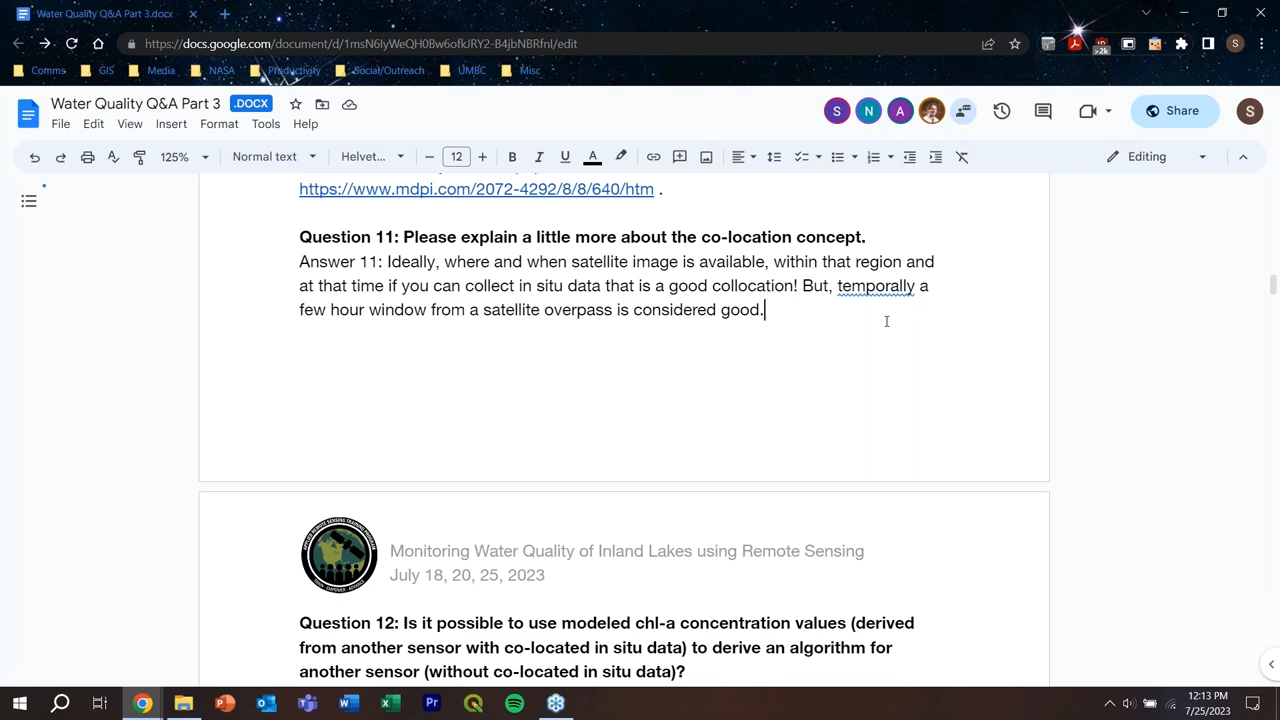 Water Quality Q&A Part 3.docx
https://docs.google.com/document/d/1msN6lyWeQH0Bw6ofkJRY2-B4jbNBRfnI/edit
>2k
S
Comms GIS Media NASA Productivity Social/Outreach UMBC Misc
Water Quality Q&A Part 3 .DOCX
S N A Share S
File Edit View Insert Format Tools Help
125% Normal text Helvet... 12 B I U A Editing
https://www.mdpi.com/2072-4292/8/8/640/htm .
Question 11: Please explain a little more about the co-location concept.
Answer 11: Ideally, where and when satellite image is available, within that region and
at that time if you can collect in situ data that is a good collocation! But, temporally a
few hour window from a satellite overpass is considered good.
Monitoring Water Quality of Inland Lakes using Remote Sensing
July 18, 20, 25, 2023
Question 12: Is it possible to use modeled chl-a concentration values (derived
from another sensor with co-located in situ data) to derive an algorithm for
another sensor (without co-located in situ data)?
12:13 PM
7/25/2023